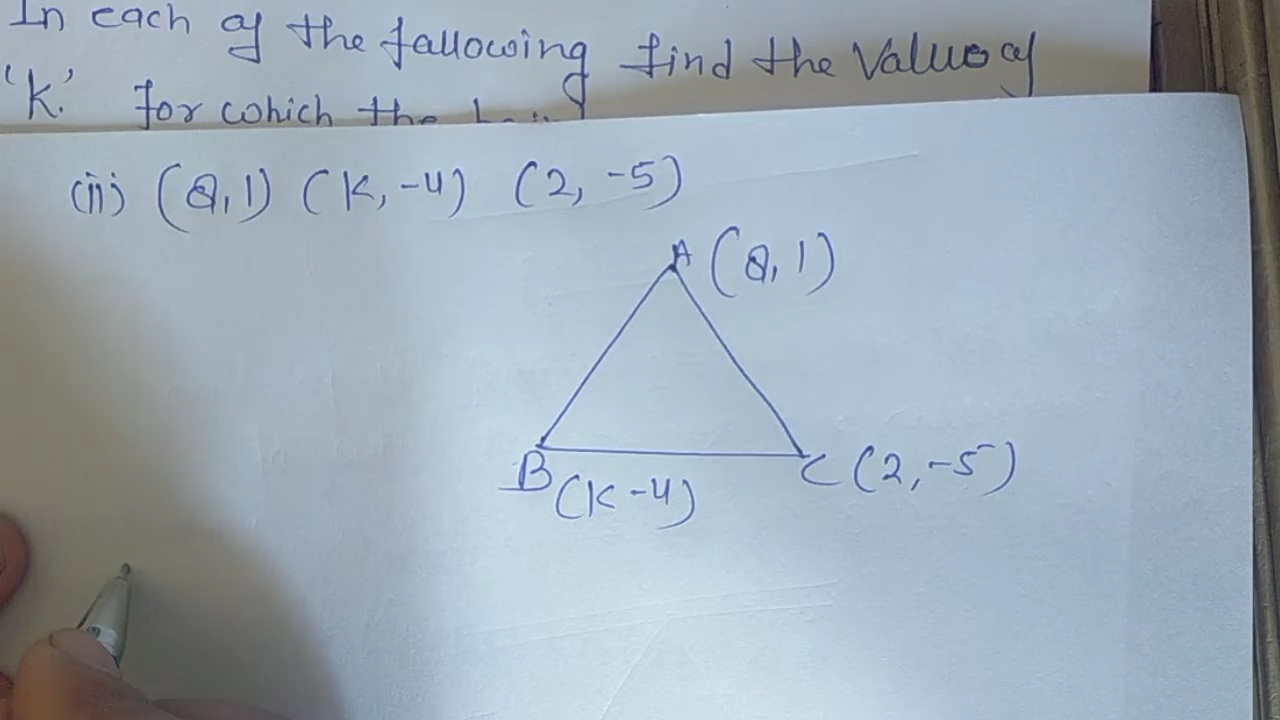 In each of the fallowing find the Value of
'K.' for which the
(ii) (8,1) (K,-4) (2,-5)
A (8,1)
B (K-4)
C (2,-5)